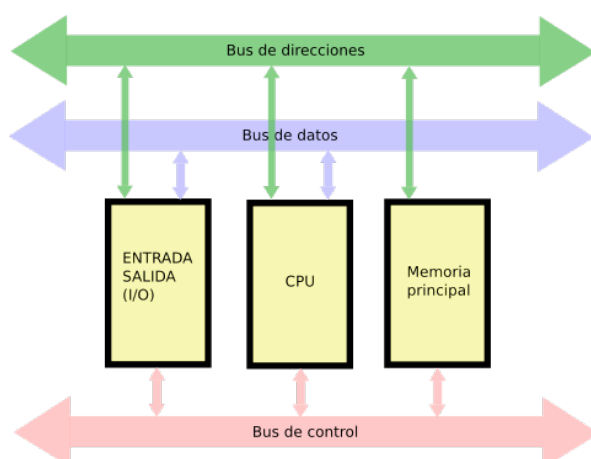 Bus de direcciones
Bus de datos
ENTRADA
SALIDA
(I/O)
CPU
Memoria
principal
Bus de control